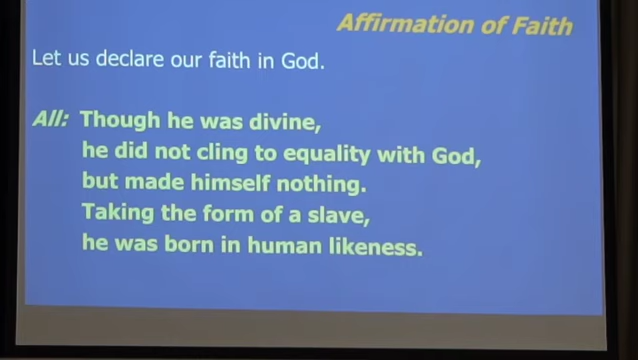 Affirmation of Faith
Let us declare our faith in God.
All: Though he was divine,
he did not cling to equality with God,
but made himself nothing.
Taking the form of a slave,
he was born in human likeness.